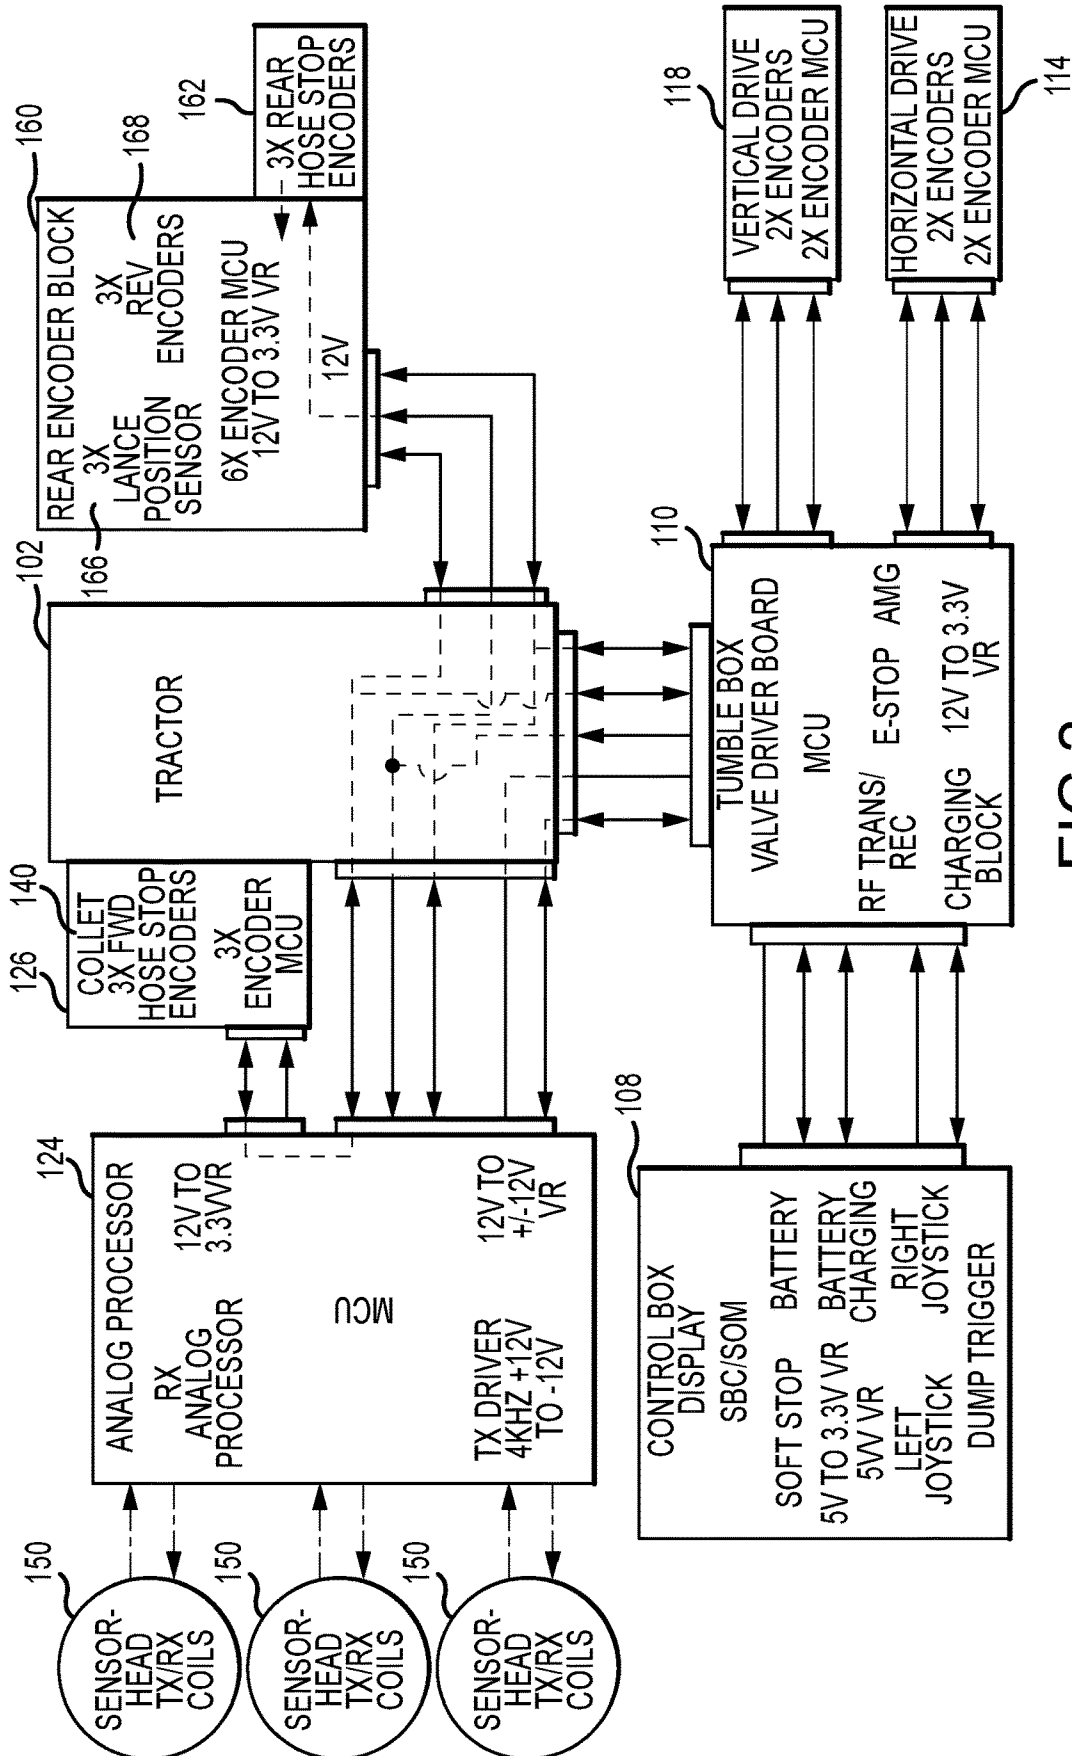 SENSOR-
HEAD
TX/RX
COILS
150
SENSOR-
HEAD
TX/RX
COILS
150
SENSOR-
HEAD
TX/RX
COILS
150
124
ANALOG PROCESSOR
RX
ANALOG
PROCESSOR
12V TO
3.3VVR
MCU
TX DRIVER
4KHZ +12V
TO -12V
12V TO
+/-12V
VR
126
140
COLLET
3X FWD
HOSE STOP
ENCODERS
3X
ENCODER
MCU
102
TRACTOR
160
REAR ENCODER BLOCK
166
3X
LANCE
POSITION
SENSOR
168
3X
REV
ENCODERS
6X ENCODER MCU
12V TO 3.3V VR
12V
162
3X REAR
HOSE STOP
ENCODERS
108
CONTROL BOX
DISPLAY
SBC/SOM
SOFT STOP
BATTERY
5V TO 3.3V VR
5VV VR
BATTERY
CHARGING
LEFT
JOYSTICK
RIGHT
JOYSTICK
DUMP TRIGGER
110
TUMBLE BOX
VALVE DRIVER BOARD
MCU
RF TRANS/
REC
E-STOP
AMG
CHARGING
BLOCK
12V TO 3.3V
VR
118
VERTICAL DRIVE
2X ENCODERS
2X ENCODER MCU
114
HORIZONTAL DRIVE
2X ENCODERS
2X ENCODER MCU